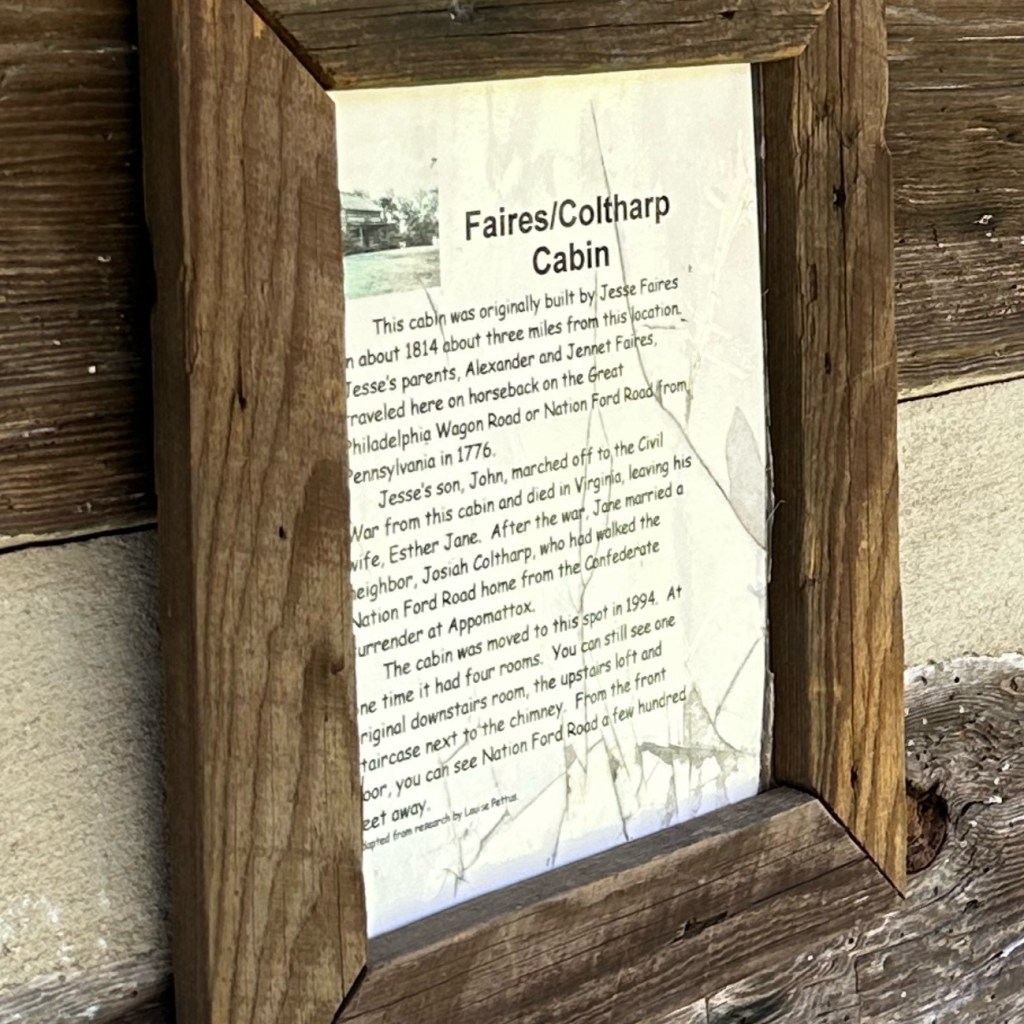 Faires/Coltharp
Cabin
This cabin was originally built by Jesse Faires
n about 1814 about three miles from this location.
Jesse's parents, Alexander and Jennet Faires,
raveled here on horseback on the Great
Philadelphia Wagon Road or Nation Ford Road from
Pennsylvania in 1776.
Jesse's son, John, marched off to the Civil
War from this cabin and died in Virginia, leaving his
wife, Esther Jane. After the war, Jane married a
neighbor, Josiah Coltharp, who had walked the
Nation Ford Road home from the Confederate
urrender at Appomattox.
The cabin was moved to this spot in 1994. At
ne time it had four rooms. You can still see one
riginal downstairs room, the upstairs loft and
taircase next to the chimney. From the front
oor, you can see Nation Ford Road a few hundred
eet away.
dapted from research by Louise Pettus.